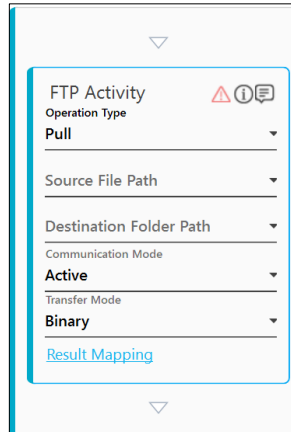 FTP Activity
Operation Type
Pull
Source File Path
Destination Folder Path
Communication Mode
Active
Transfer Mode
Binary
Result Mapping